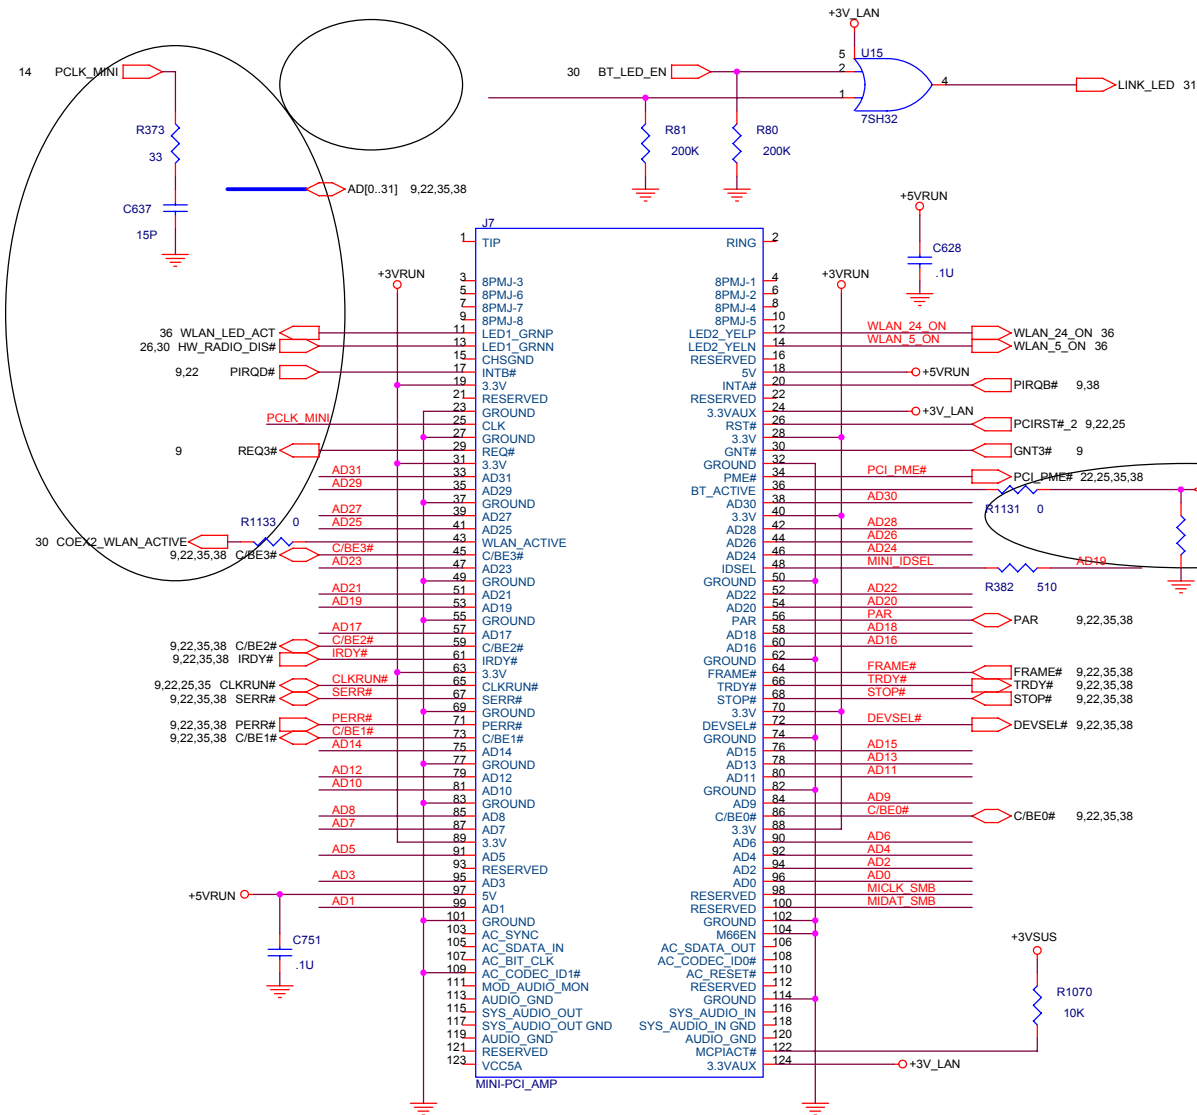 +3V_LAN
5 U15
14 PCLK_MINI
30 BT_LED_EN 2
4 LINK_LED 31
1
7SH32
R373
33
R81
200K
R80
200K
AD[0..31] 9,22,35,38
C637
15P
+5VRUN
C628
.1U
J7
1 TIP RING 2
+3VRUN +3VRUN
3 8PMJ-3 8PMJ-1 4
5 8PMJ-6 8PMJ-2 6
7 8PMJ-7 8PMJ-4 8
9 8PMJ-8 8PMJ-5 10
36 WLAN_LED_ACT 11 LED1_GRNP LED2_YELP 12 WLAN_24_ON WLAN_24_ON 36
26,30 HW_RADIO_DIS# 13 LED1_GRNN LED2_YELN 14 WLAN_5_ON WLAN_5_ON 36
15 CHSGND RESERVED 16
9,22 PIRQD# 17 INTB# 5V 18 +5VRUN
19 3.3V INTA# 20 PIRQB# 9,38
21 RESERVED RESERVED 22
23 GROUND 3.3VAUX 24 +3V_LAN
PCLK_MINI 25 CLK RST# 26 PCIRST#_2 9,22,25
27 GROUND 3.3V 28
9 REQ3# 29 REQ# GNT# 30 GNT3# 9
31 3.3V GROUND 32
AD31 33 AD31 PME# 34 PCI_PME# PCI_PME# 22,25,35,38
AD29 35 AD29 BT_ACTIVE 36
37 GROUND AD30 38 AD30
R1131 0
AD27 39 AD27 3.3V 40
AD25 41 AD25 AD28 42 AD28
R1133 0
30 COEX2_WLAN_ACTIVE 43 WLAN_ACTIVE AD26 44 AD26
9,22,35,38 C/BE3# C/BE3# 45 C/BE3# AD24 46 AD24
AD23 47 AD23 IDSEL 48 MINI_IDSEL AD19
49 GROUND GROUND 50
R382 510
AD21 51 AD21 AD22 52 AD22
AD19 53 AD19 AD20 54 AD20
55 GROUND PAR 56 PAR PAR 9,22,35,38
AD17 57 AD17 AD18 58 AD18
9,22,35,38 C/BE2# C/BE2# 59 C/BE2# AD16 60 AD16
9,22,35,38 IRDY# IRDY# 61 IRDY# GROUND 62
63 3.3V FRAME# 64 FRAME# FRAME# 9,22,35,38
9,22,25,35 CLKRUN# CLKRUN# 65 CLKRUN# TRDY# 66 TRDY# TRDY# 9,22,35,38
9,22,35,38 SERR# SERR# 67 SERR# STOP# 68 STOP# STOP# 9,22,35,38
69 GROUND 3.3V 70
9,22,35,38 PERR# PERR# 71 PERR# DEVSEL# 72 DEVSEL# DEVSEL# 9,22,35,38
9,22,35,38 C/BE1# C/BE1# 73 C/BE1# GROUND 74
AD14 75 AD14 AD15 76 AD15
77 GROUND AD13 78 AD13
AD12 79 AD12 AD11 80 AD11
AD10 81 AD10 GROUND 82
83 GROUND AD9 84 AD9
AD8 85 AD8 C/BE0# 86 C/BE0# C/BE0# 9,22,35,38
AD7 87 AD7 3.3V 88
89 3.3V AD6 90 AD6
AD5 91 AD5 AD4 92 AD4
93 RESERVED AD2 94 AD2
AD3 95 AD3 AD0 96 AD0
+5VRUN 97 5V RESERVED 98 MICLK_SMB
AD1 99 AD1 RESERVED 100 MIDAT_SMB
101 GROUND GROUND 102
103 AC_SYNC M66EN 104
105 AC_SDATA_IN AC_SDATA_OUT 106
107 AC_BIT_CLK AC_CODEC_ID0# 108
109 AC_CODEC_ID1# AC_RESET# 110
111 MOD_AUDIO_MON RESERVED 112
113 AUDIO_GND GROUND 114
115 SYS_AUDIO_OUT SYS_AUDIO_IN 116
117 SYS_AUDIO_OUT GND SYS_AUDIO_IN GND 118
119 AUDIO_GND AUDIO_GND 120
121 RESERVED MCPIACT# 122
123 VCC5A 3.3VAUX 124 +3V_LAN
C751
.1U
+3VSUS
R1070
10K
MINI-PCI_AMP